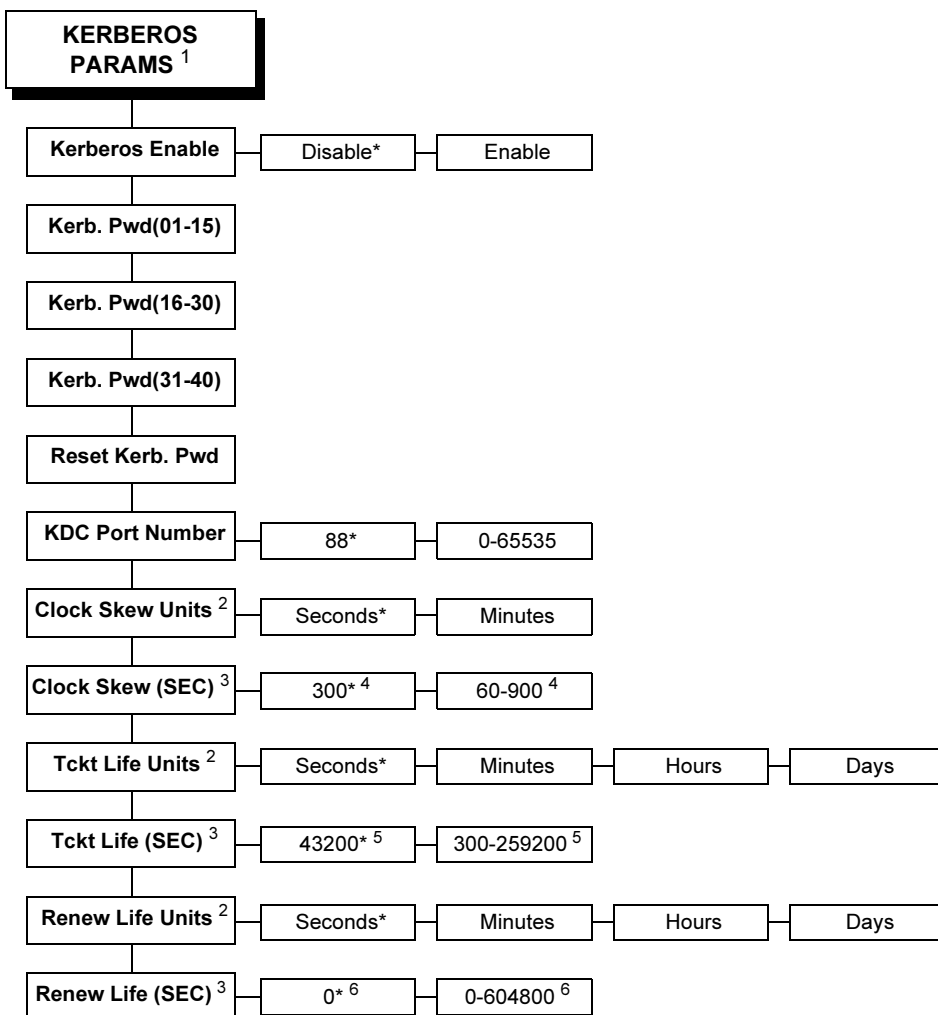 KERBEROS
PARAMS 1
Kerberos Enable Disable* Enable
Kerb. Pwd(01-15)
Kerb. Pwd(16-30)
Kerb. Pwd(31-40)
Reset Kerb. Pwd
KDC Port Number 88* 0-65535
Clock Skew Units 2 Seconds* Minutes
Clock Skew (SEC) 3 300* 4 60-900 4
Tckt Life Units 2 Seconds* Minutes Hours Days
Tckt Life (SEC) 3 43200* 5 300-259200 5
Renew Life Units 2 Seconds* Minutes Hours Days
Renew Life (SEC) 3 0* 6 0-604800 6